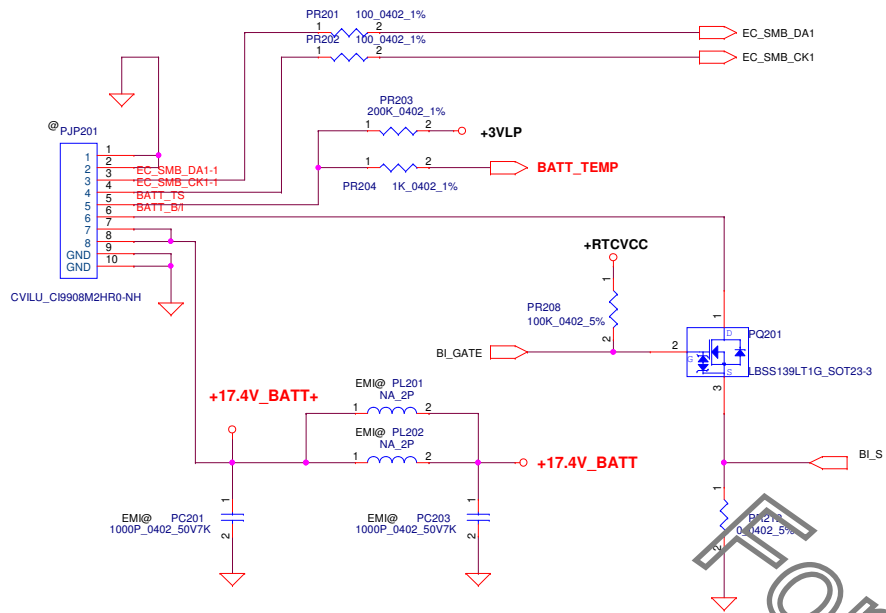 PR201 100_0402_1%
1 2
EC_SMB_DA1
PR202 100_0402_1%
1 2
EC_SMB_CK1
PR203
200K_0402_1%
1 2
+3VLP
@
PJP201
1 2
BATT_TEMP
PR204 1K_0402_1%
1 1
2 2
3 3 EC_SMB_DA1-1
4 4 EC_SMB_CK1-1
5 5 BATT_TS
6 6 BATT_B/I
7 7
8 8
GND 9
GND 10
CVILU_CI9908M2HR0-NH
+RTCVCC
1
PR208
100K_0402_5%
2
BI_GATE
2
1
D
G
S
PQ201
LBSS139LT1G_SOT23-3
3
EMI@ PL201
NA_2P
1 2
+17.4V_BATT+
EMI@ PL202
NA_2P
1 2
+17.4V_BATT
BI_S
1
EMI@ PC201
1000P_0402_50V7K
2
1
EMI@ PC203
1000P_0402_50V7K
2
1
0_0402_5%
2
For